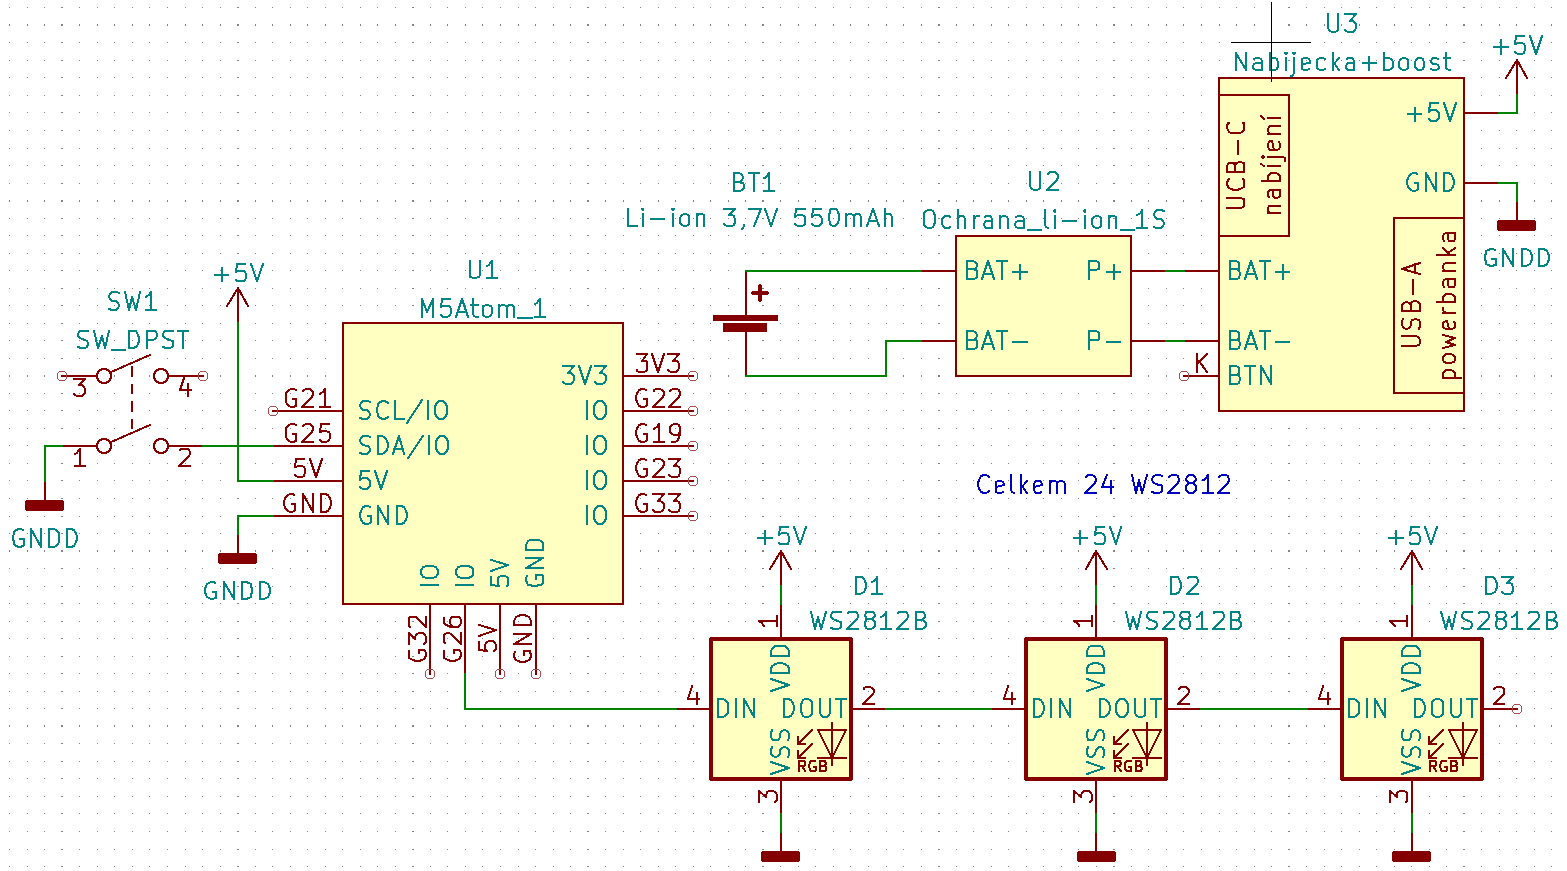 U3
Nabijecka+boost
+5V
+5V
GND
GNDD
UCB-C
nabíjení
USB-A
powerbanka
BAT+
BAT-
K
BTN
BT1
Li-ion 3,7V 550mAh
U2
Ochrana_li-ion_1S
BAT+
P+
BAT-
P-
+5V
SW1
SW_DPST
3
4
1
2
GNDD
GNDD
U1
M5Atom_1
G21
SCL/IO
G25
SDA/IO
5V
5V
GND
GND
3V3
3V3
IO
G22
IO
G19
IO
G23
IO
G33
IO
IO
5V
GND
G32
G26
5V
GND
Celkem 24 WS2812
+5V
D1
WS2812B
1
VDD
4
DIN
DOUT
2
VSS
RGB
3
+5V
D2
WS2812B
1
VDD
4
DIN
DOUT
2
VSS
RGB
3
+5V
D3
WS2812B
1
VDD
4
DIN
DOUT
2
VSS
RGB
3